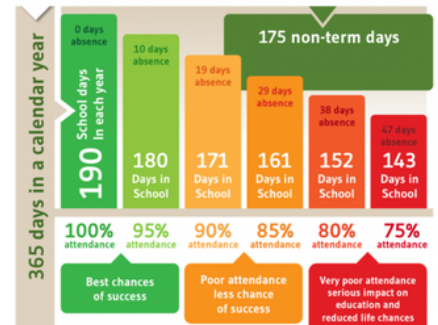 365 days in a calendar year
175 non-term days
0 days
absence
190 School days
in each year
10 days
absence
180
Days in
School
19 days
absence
171
Days in
School
29 days
absence
161
Days in
School
38 days
absence
152
Days in
School
47 days
absence
143
Days in
School
100%
attendance
95%
attendance
90%
attendance
85%
attendance
80%
attendance
75%
attendance
Best chances
of success
Poor attendance
less chance
of success
Very poor attendance
serious impact on
education and
reduced life chances